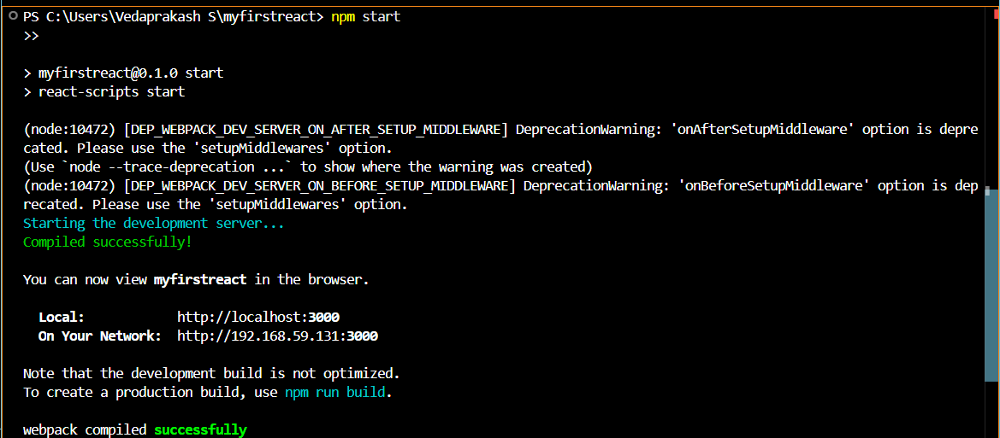 PS C:\Users\Vedaprakash S\myfirstreact> npm start
>>
> myfirstreact@0.1.0 start
> react-scripts start
(node:10472) [DEP_WEBPACK_DEV_SERVER_ON_AFTER_SETUP_MIDDLEWARE] DeprecationWarning: 'onAfterSetupMiddleware' option is depre
cated. Please use the 'setupMiddlewares' option.
(Use `node --trace-deprecation ...` to show where the warning was created)
(node:10472) [DEP_WEBPACK_DEV_SERVER_ON_BEFORE_SETUP_MIDDLEWARE] DeprecationWarning: 'onBeforeSetupMiddleware' option is dep
recated. Please use the 'setupMiddlewares' option.
Starting the development server...
Compiled successfully!
You can now view myfirstreact in the browser.
Local: http://localhost:3000
On Your Network: http://192.168.59.131:3000
Note that the development build is not optimized.
To create a production build, use npm run build.
webpack compiled successfully